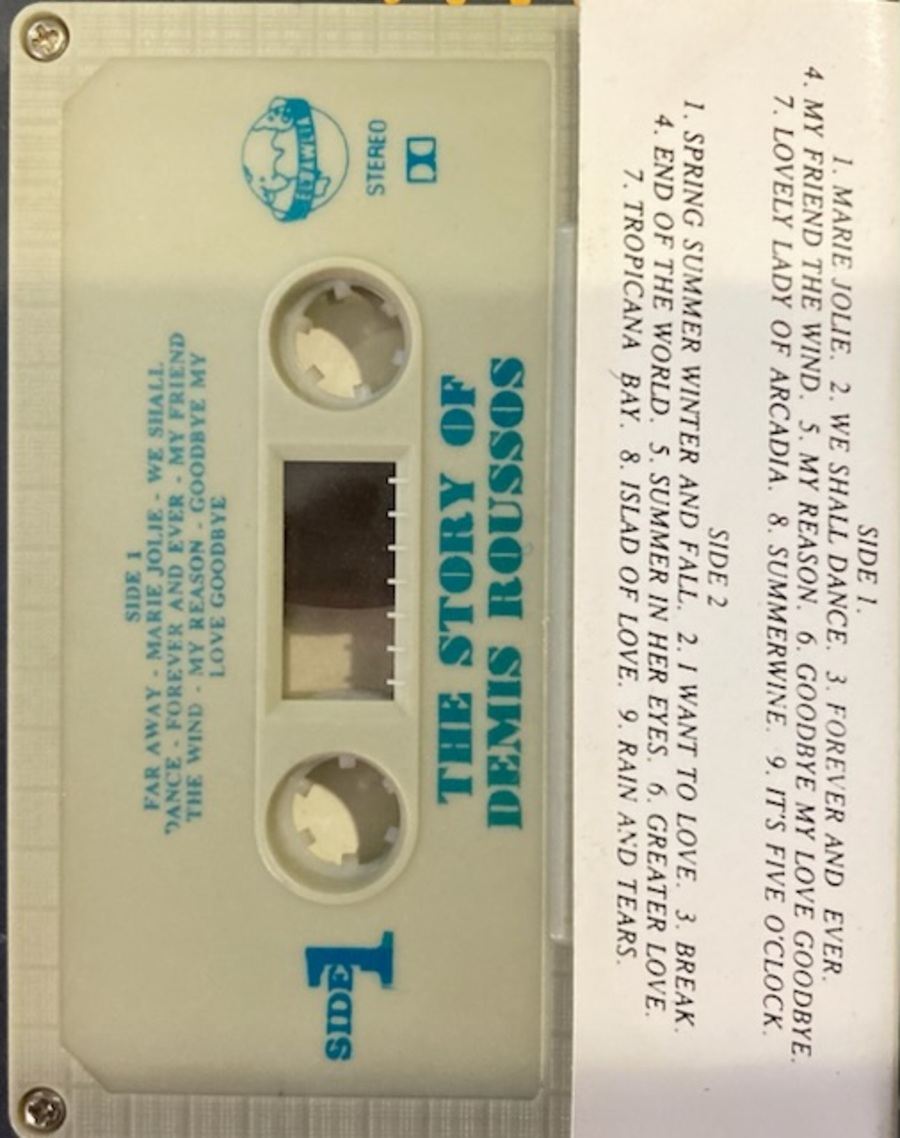 SIDE 1.
1. MARIE JOLIE. 2. WE SHALL DANCE. 3. FOREVER AND EVER.
4. MY FRIEND THE WIND. 5. MY REASON. 6. GOODBYE MY LOVE GOODBYE.
7. LOVELY LADY OF ARCADIA. 8. SUMMERWINE. 9. IT'S FIVE O'CLOCK.
SIDE 2
1. SPRING SUMMER WINTER AND FALL. 2. I WANT TO LOVE. 3. BREAK.
4. END OF THE WORLD. 5. SUMMER IN HER EYES. 6. GREATER LOVE.
7. TROPICANA BAY. 8. ISLAD OF LOVE. 9. RAIN AND TEARS.
SIDE 1
FAR AWAY - MARIE JOLIE - WE SHALL
DANCE - FOREVER AND EVER - MY FRIEND
THE WIND - MY REASON - GOODBYE MY
LOVE GOODBYE
1 SIDE
STEREO
THE STORY OF
DEMIS ROUSSOS